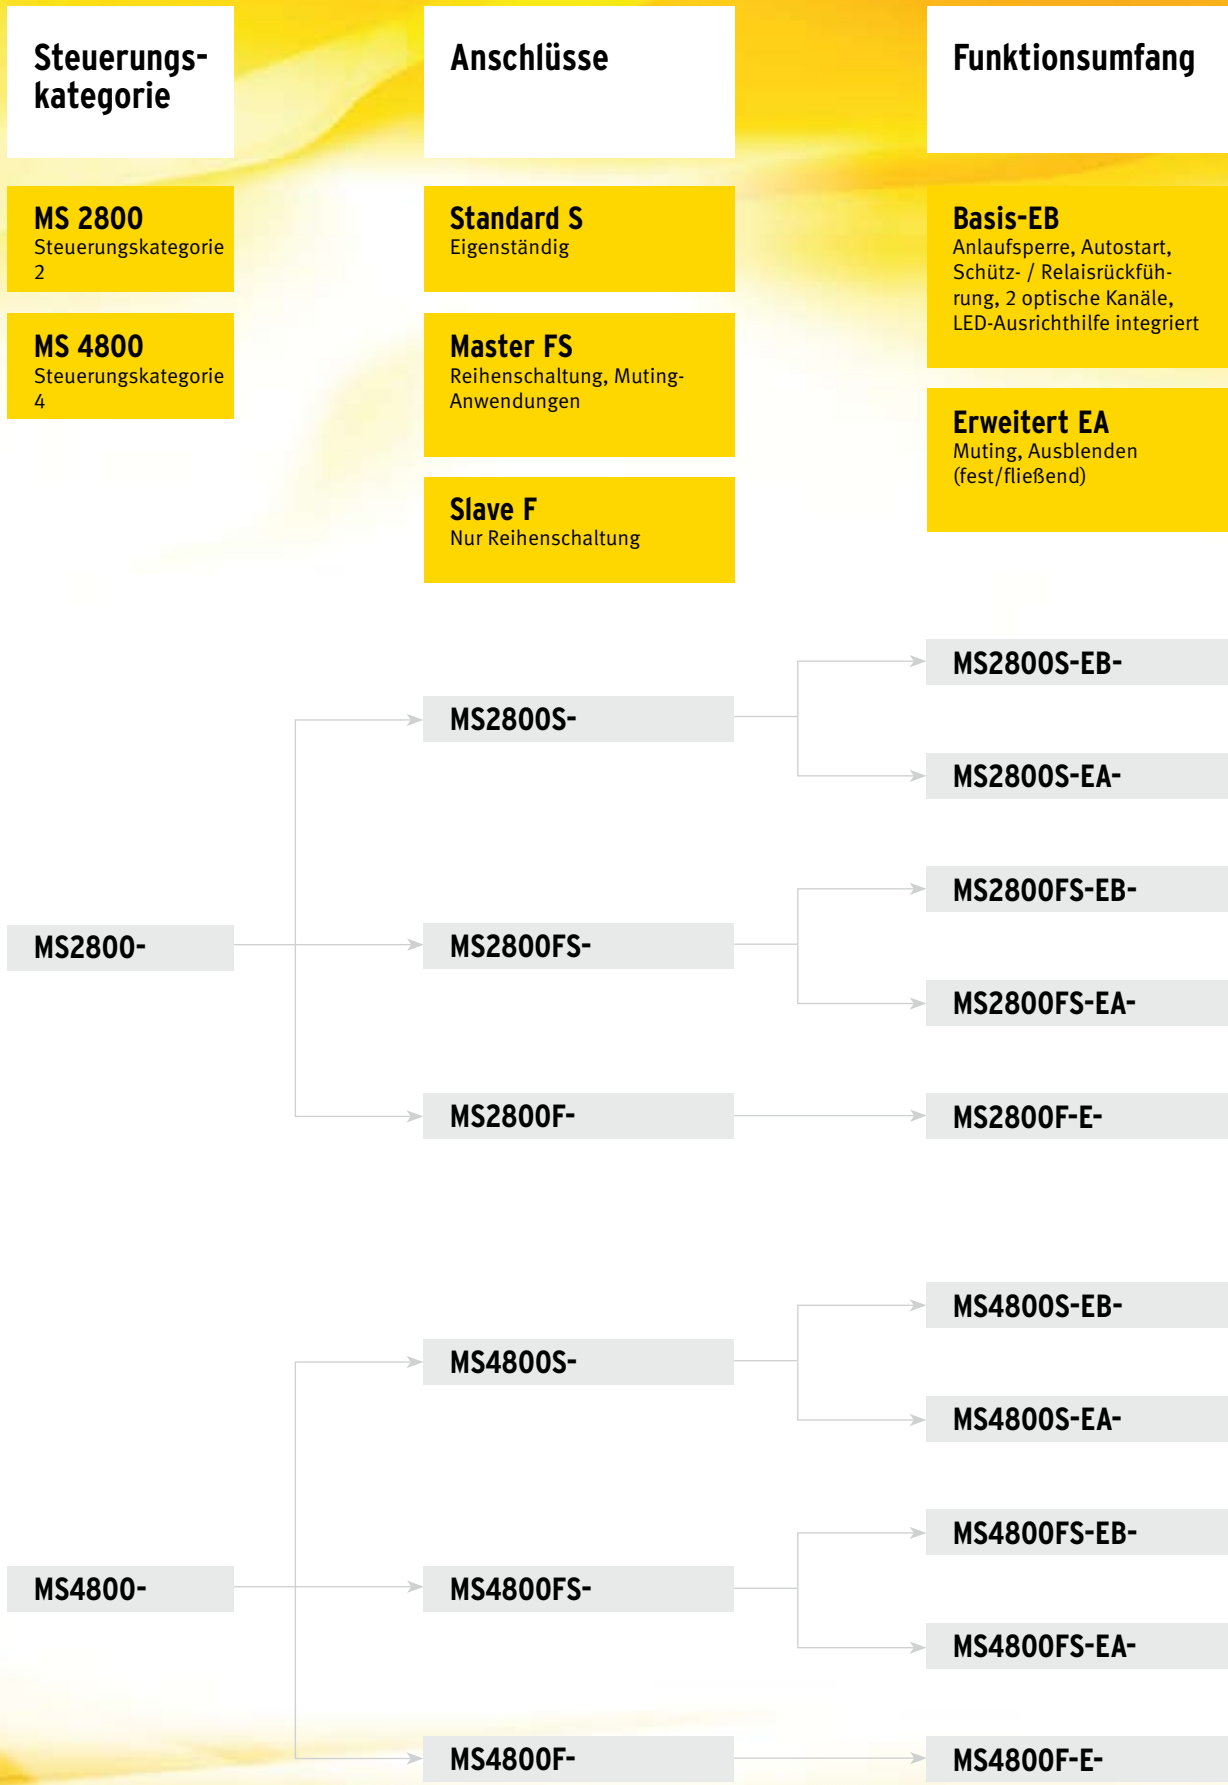 Steuerungs-
kategorie
MS 2800
Steuerungskategorie
2
MS 4800
Steuerungskategorie
4
Anschlüsse
Standard S
Eigenständig
Master FS
Reihenschaltung, Muting-
Anwendungen
Slave F
Nur Reihenschaltung
Funktionsumfang
Basis-EB
Anlaufsperre, Autostart,
Schütz- / Relaisrückfüh-
rung, 2 optische Kanäle,
LED-Ausrichthilfe integriert
Erweitert EA
Muting, Ausblenden
(fest/fließend)
MS2800-
MS2800S-
MS2800S-EB-
MS2800S-EA-
MS2800FS-
MS2800FS-EB-
MS2800FS-EA-
MS2800F-
MS2800F-E-
MS4800-
MS4800S-
MS4800S-EB-
MS4800S-EA-
MS4800FS-
MS4800FS-EB-
MS4800FS-EA-
MS4800F-
MS4800F-E-